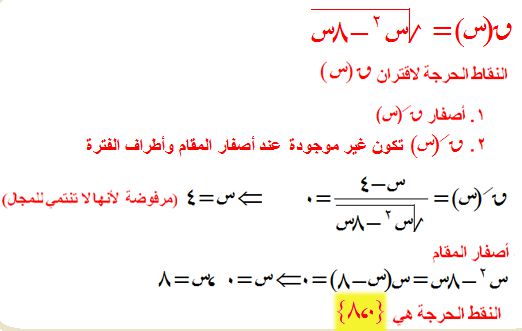 ق(س) = √(س² − ٨س)
النقاط الحرجة لاقتران ق(س)
١. أصفار قَ(س)
٢. قَ(س) تكون غير موجودة عند أصفار المقام وأطراف الفترة
قَ(س) = (س − ٤) / √(س² − ٨س) = ٠ ⇐ س = ٤ (مرفوضة لأنها لا تنتمي للمجال)
أصفار المقام
س² − ٨س = س(س − ٨) = ٠ ⇐ س = ٠ ، س = ٨
النقط الحرجة هي {٨،٠}